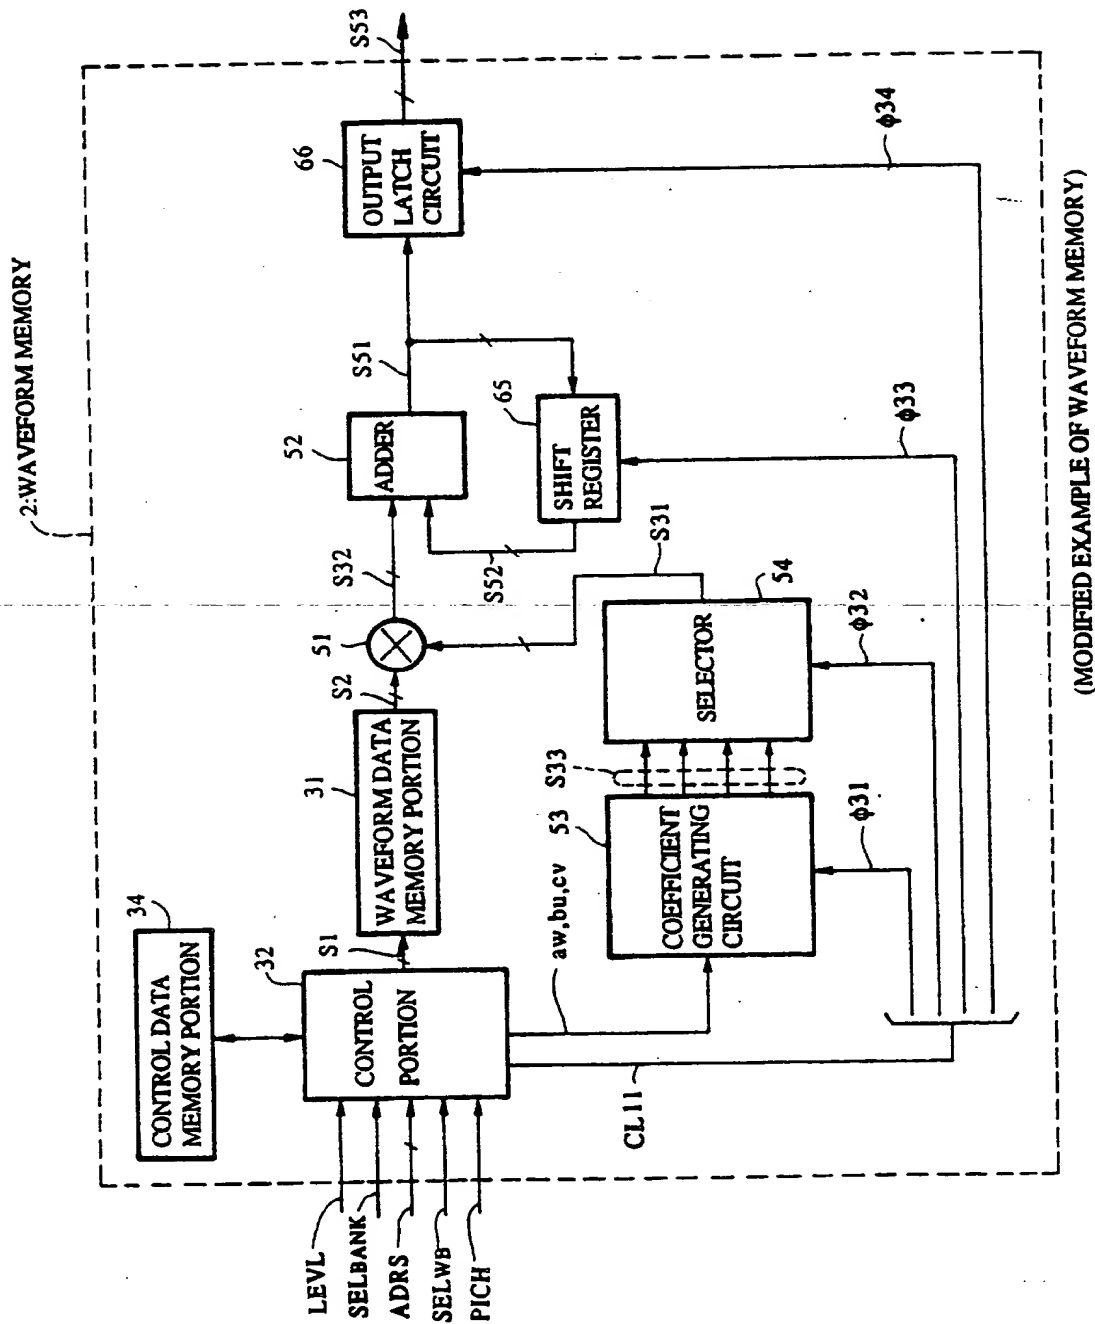 2:WAVEFORM MEMORY
CONTROL DATA
MEMORY PORTION
34
LEVL
SELBANK
ADRS
SELWB
PICH
CONTROL
PORTION
32
S1
WAVEFORM DATA
MEMORY PORTION
31
S2
51
S32
ADDER
52
S51
OUTPUT
LATCH
CIRCUIT
66
S53
SHIFT
REGISTER
65
S52
S31
aw,bu,cv
COEFFICIENT
GENERATING
CIRCUIT
53
S33
SELECTOR
54
CL11
ϕ31
ϕ32
ϕ33
ϕ34
(MODIFIED EXAMPLE OF WAVEFORM MEMORY)